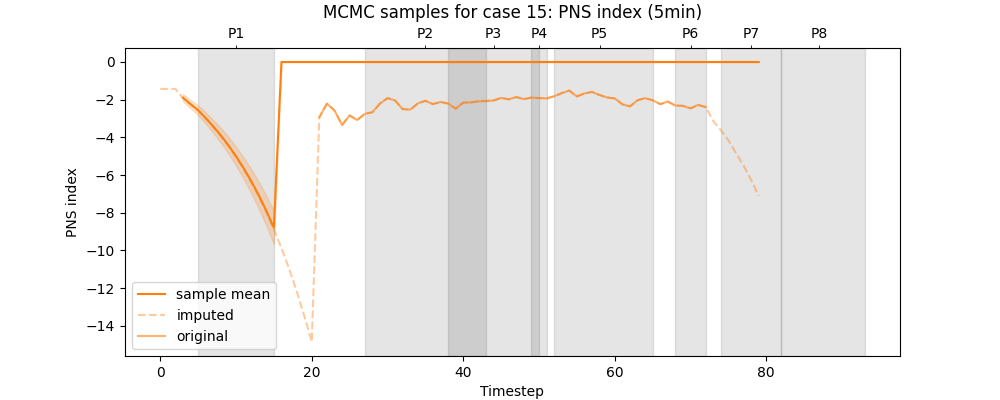 MCMC samples for case 15: PNS index (5min)
P1 P2 P3 P4 P5 P6 P7 P8
0
−2
−4
−6
−8
−10
−12
−14
PNS index
sample mean
imputed
original
0 20 40 60 80
Timestep